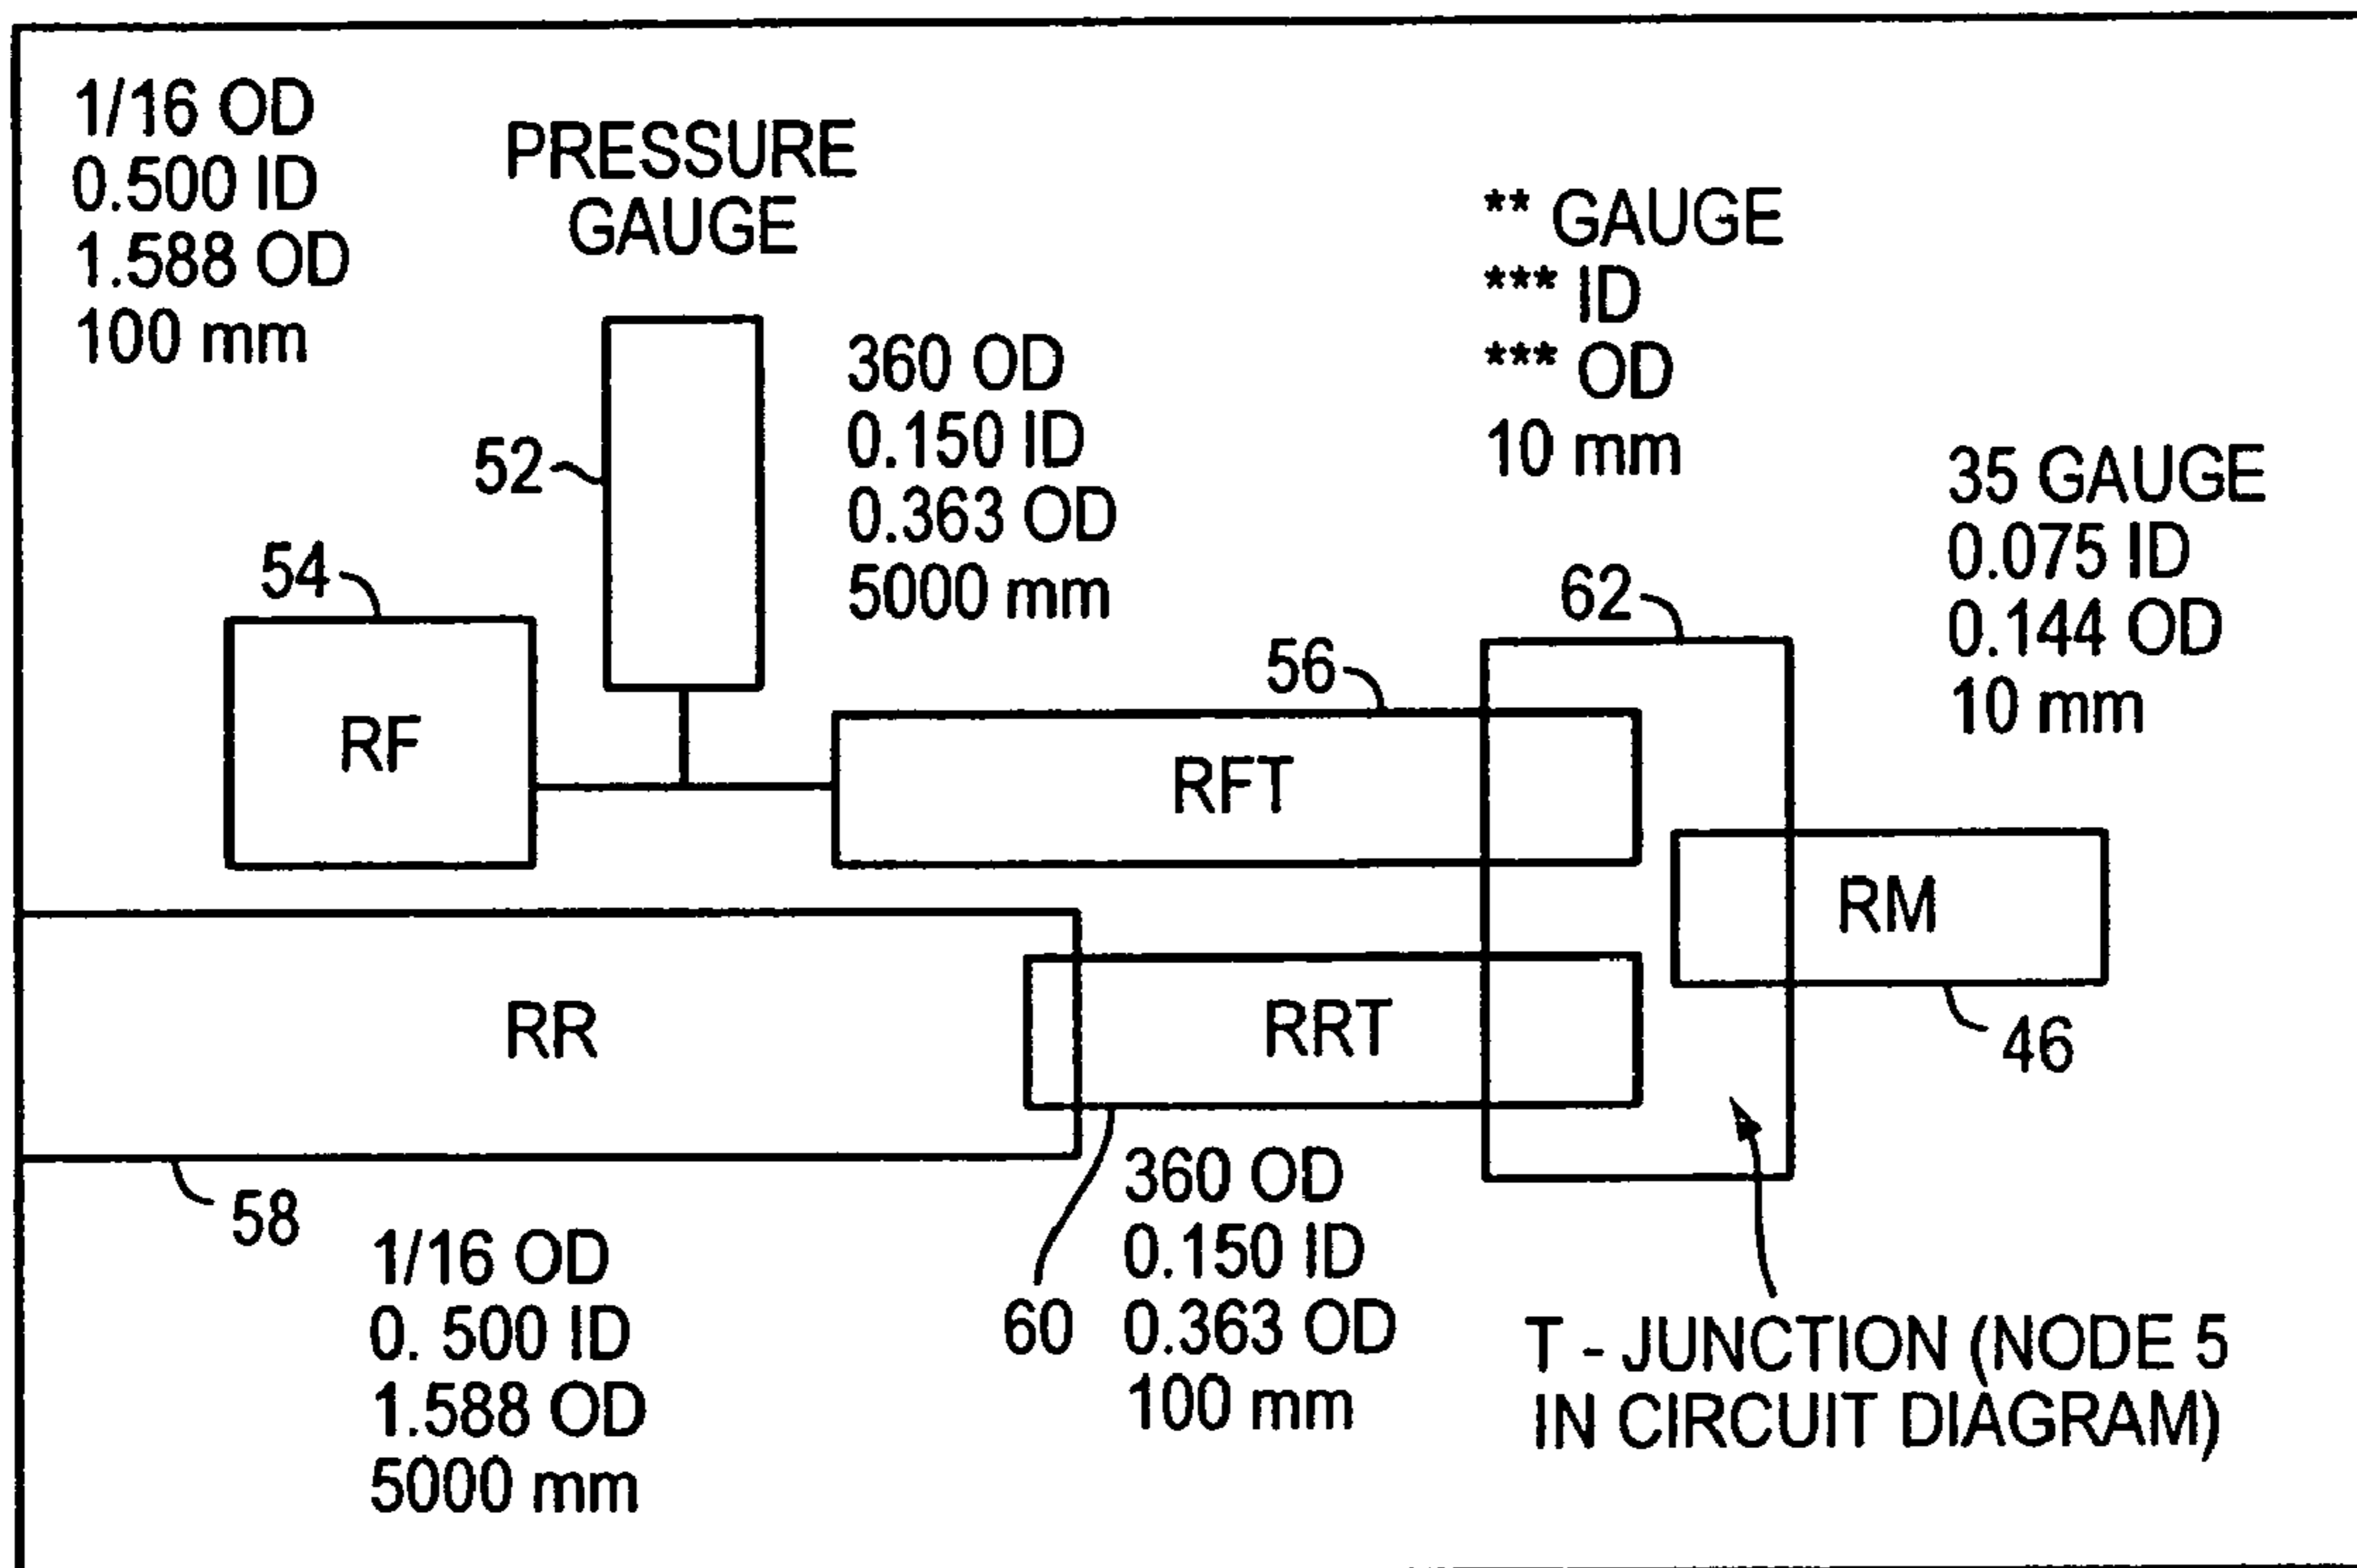 1/16 OD
0.500 ID
1.588 OD
100 mm
PRESSURE
GAUGE
** GAUGE
*** ID
*** OD
10 mm
360 OD
0.150 ID
0.363 OD
5000 mm
35 GAUGE
0.075 ID
0.144 OD
10 mm
52
54
62
56
RF
RFT
RM
46
RR
RRT
58
1/16 OD
0. 500 ID
1.588 OD
5000 mm
60
360 OD
0.150 ID
0.363 OD
100 mm
T - JUNCTION (NODE 5
IN CIRCUIT DIAGRAM)